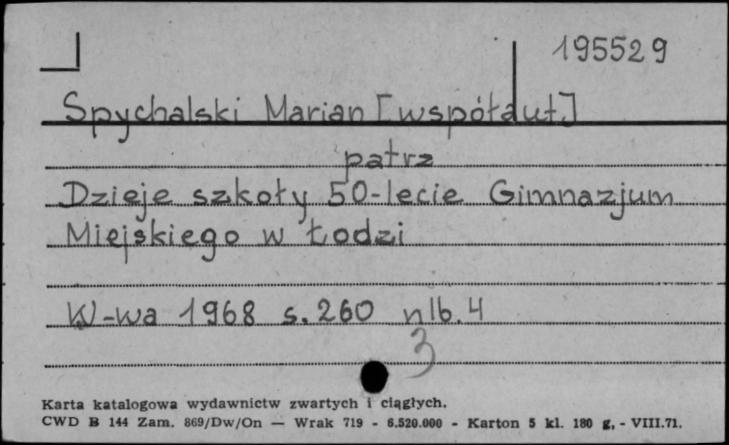 195529
Spychalski Marian [współaut.]
patrz
Dzieje szkoły 50-lecie Gimnazjum
Miejskiego w Łodzi
W-wa 1968 s. 260 nlb. 4
3
Karta katalogowa wydawnictw zwartych i ciągłych.
CWD B 144 Zam. 869/Dw/On — Wrak 719 - 6.520.000 - Karton 5 kl. 180 g. - VIII.71.